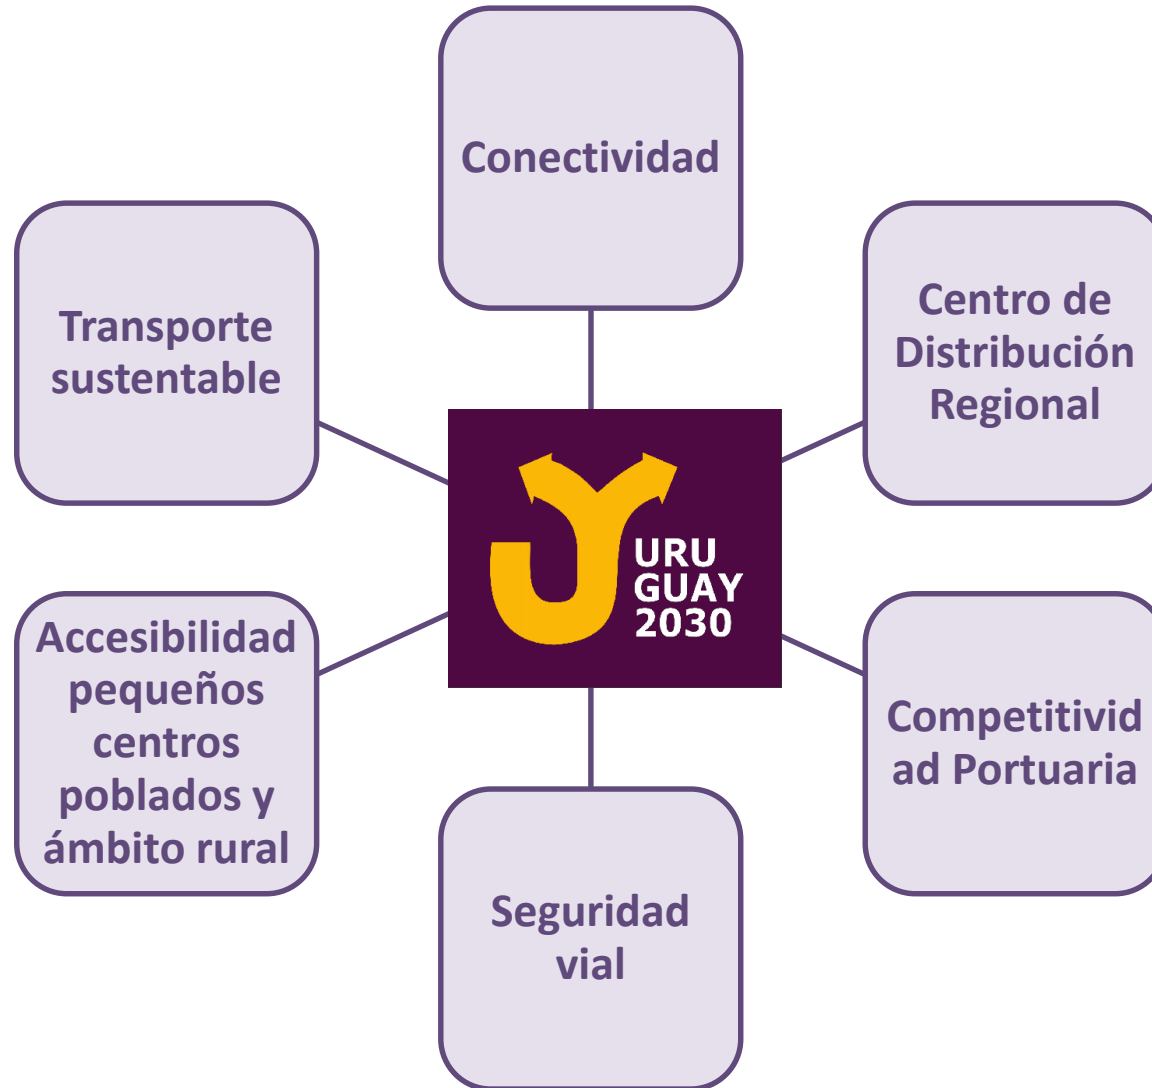 Conectividad
Centro de
Distribución
Regional
Competitivid
ad Portuaria
Seguridad
vial
Accesibilidad
pequeños
centros
poblados y
ámbito rural
Transporte
sustentable
URU
GUAY
2030